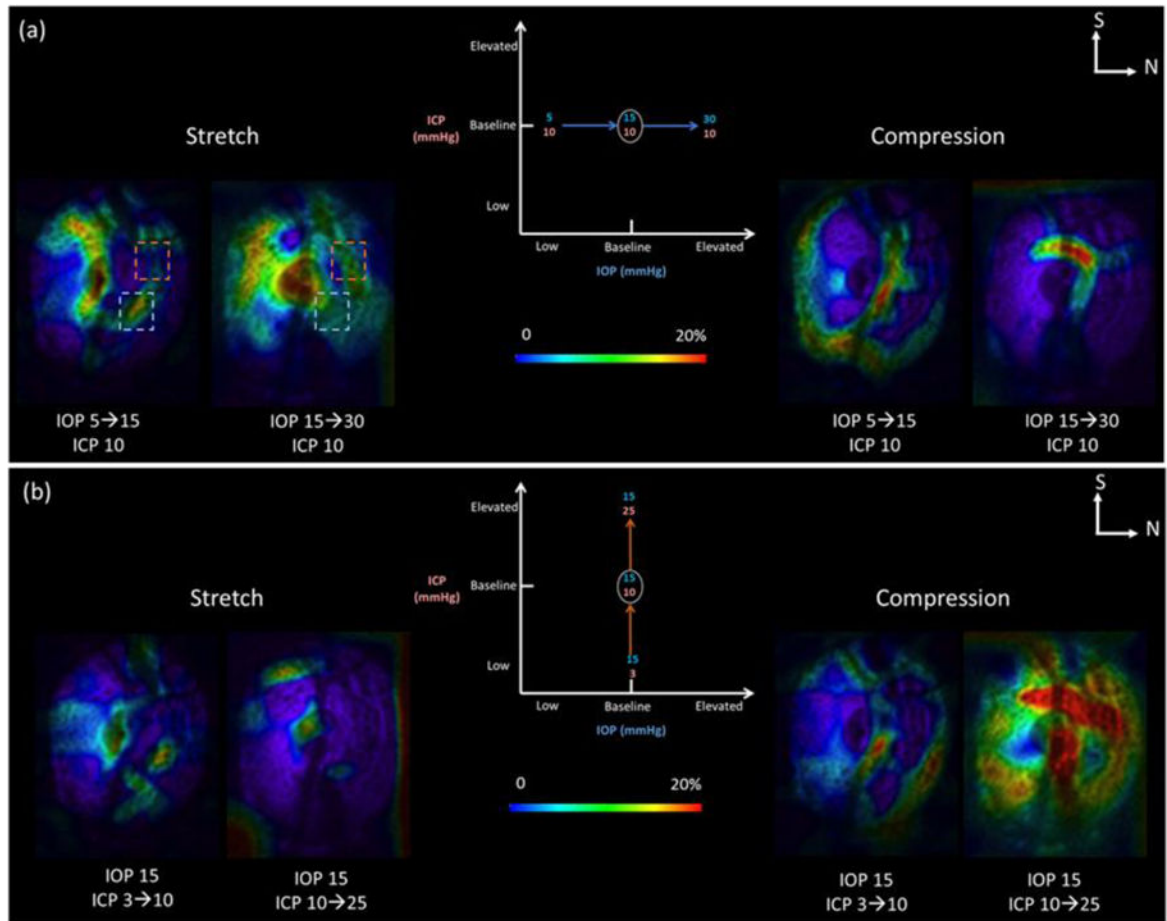 (a)
S
N
Elevated
ICP
(mmHg)
Baseline
5
10
15
10
30
10
Low
Low Baseline Elevated
IOP (mmHg)
Stretch
Compression
0 20%
IOP 5→15
ICP 10
IOP 15→30
ICP 10
IOP 5→15
ICP 10
IOP 15→30
ICP 10
(b)
S
N
Elevated
15
25
ICP
(mmHg)
Baseline
15
10
Low
15
3
Low Baseline Elevated
IOP (mmHg)
Stretch
Compression
0 20%
IOP 15
ICP 3→10
IOP 15
ICP 10→25
IOP 15
ICP 3→10
IOP 15
ICP 10→25